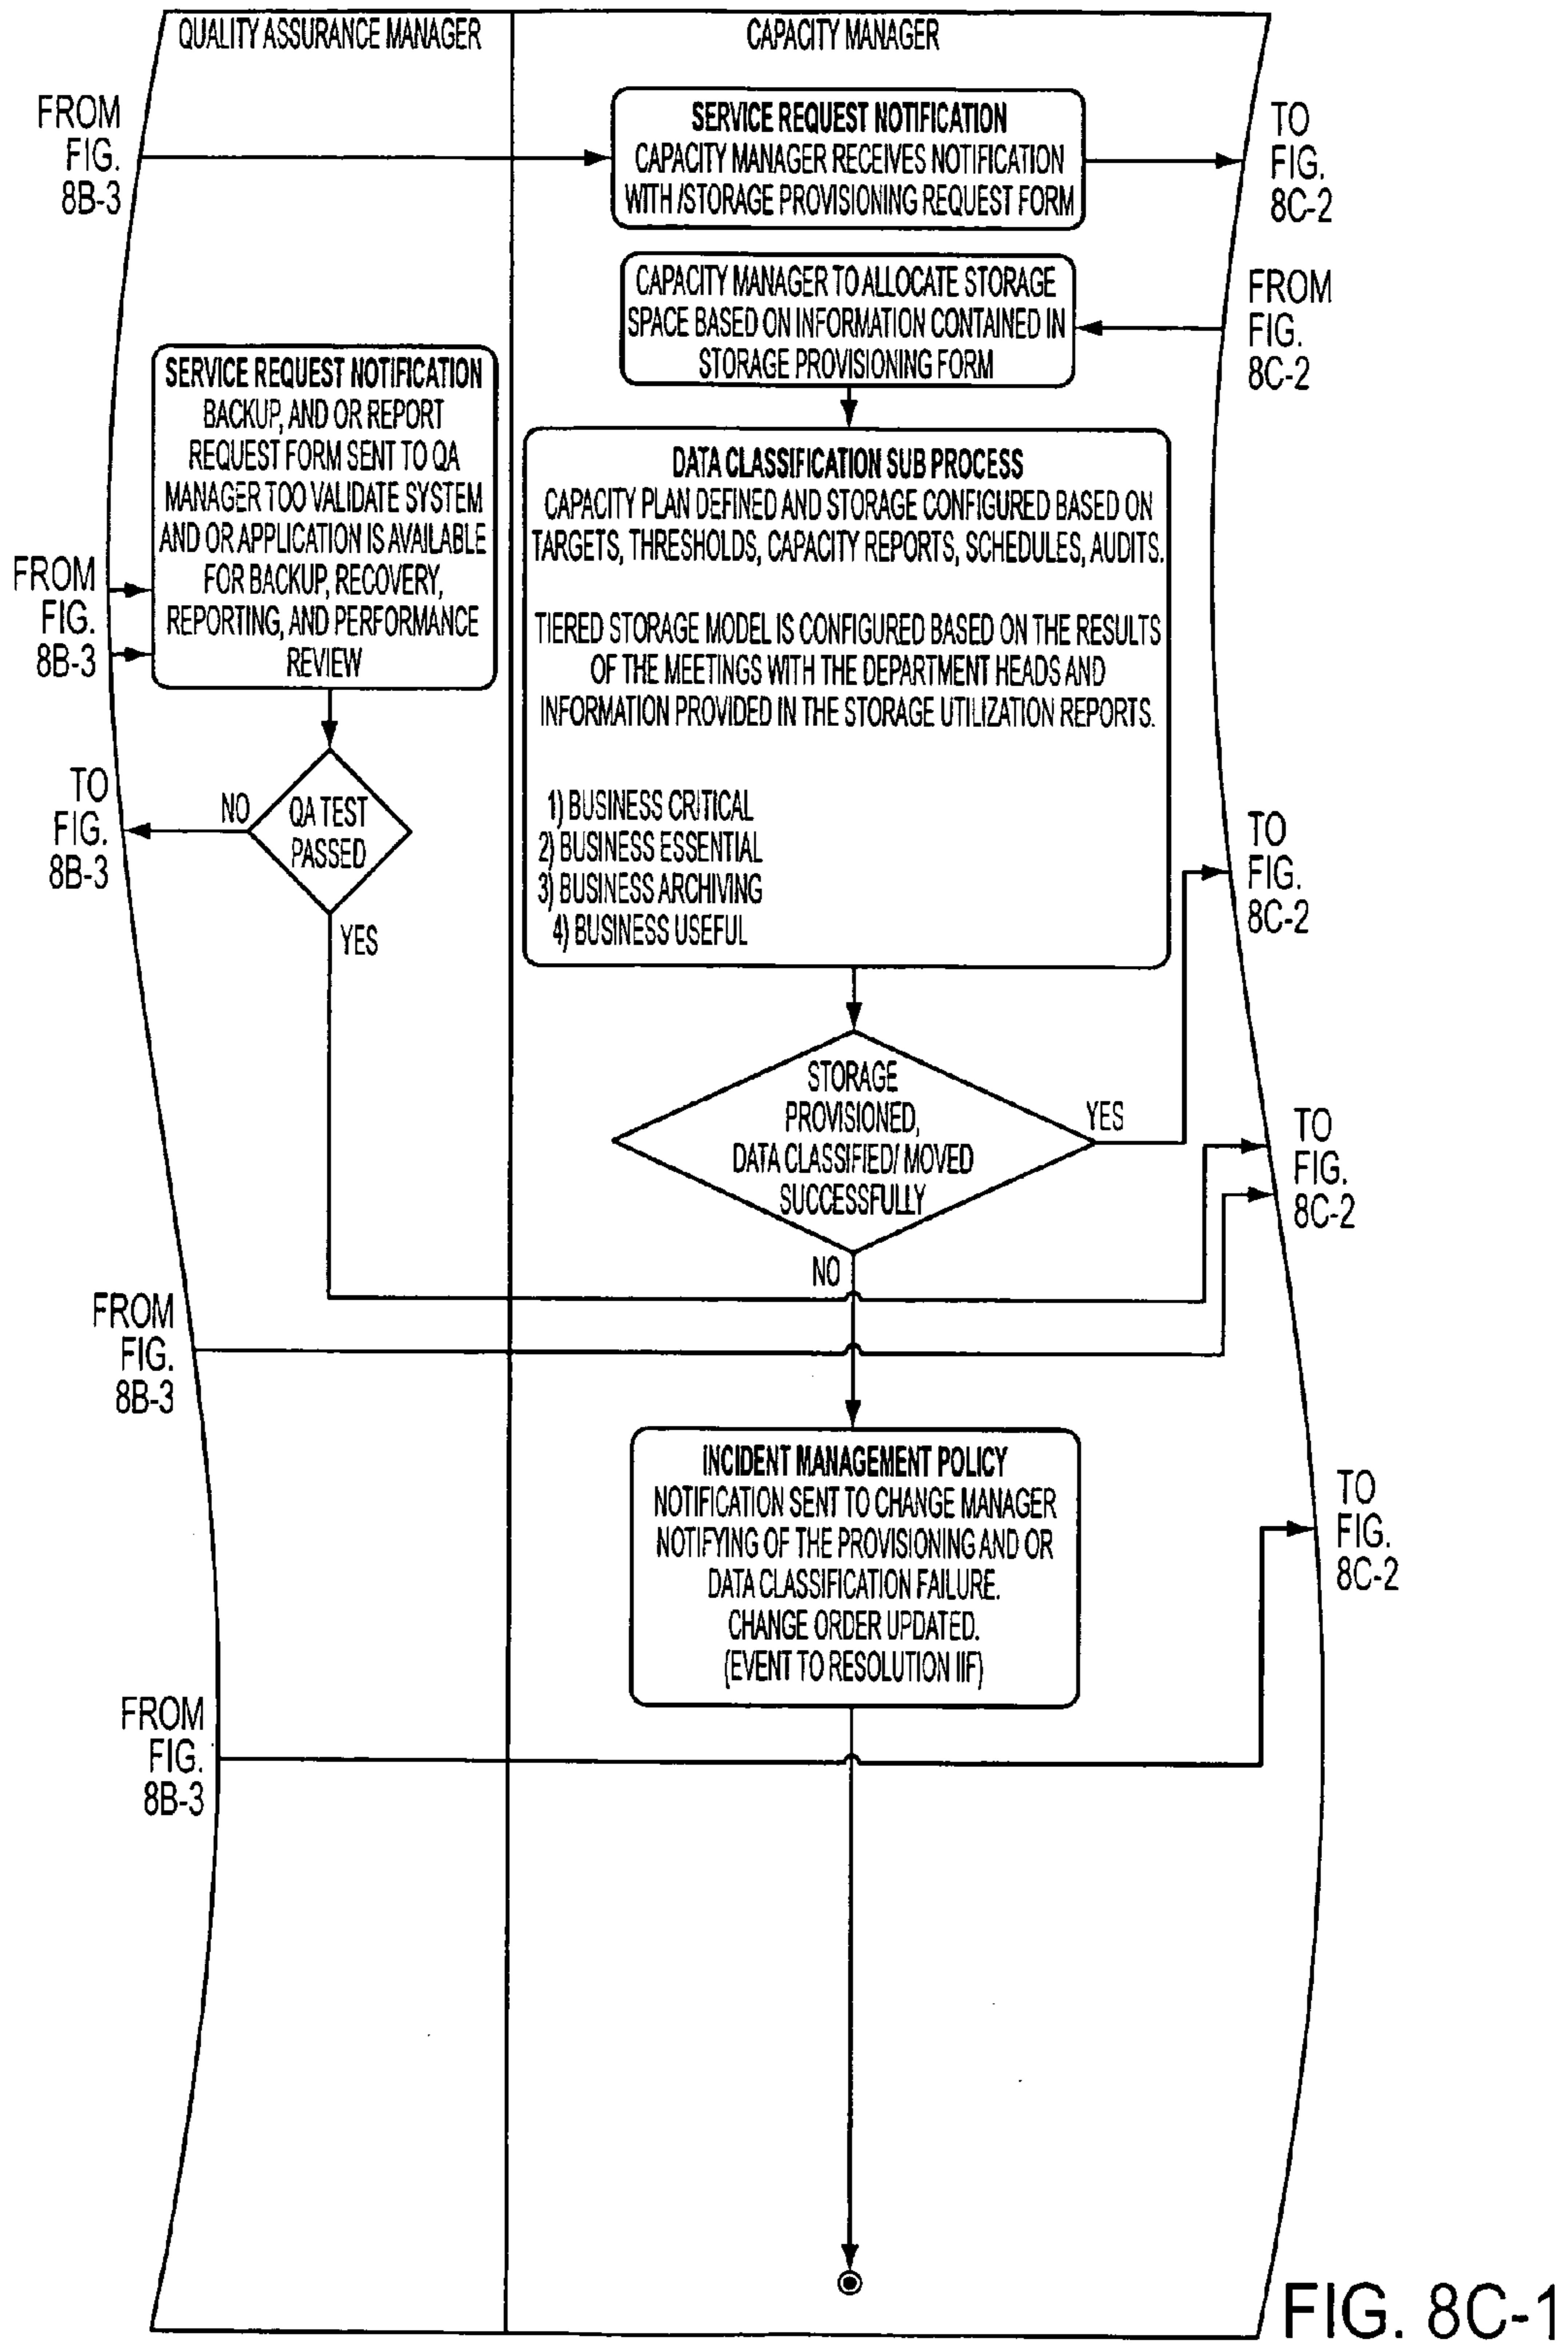 QUALITY ASSURANCE MANAGER
CAPACITY MANAGER
FROM
FIG.
8B-3
SERVICE REQUEST NOTIFICATION
CAPACITY MANAGER RECEIVES NOTIFICATION
WITH /STORAGE PROVISIONING REQUEST FORM
TO
FIG.
8C-2
CAPACITY MANAGER TO ALLOCATE STORAGE
SPACE BASED ON INFORMATION CONTAINED IN
STORAGE PROVISIONING FORM
FROM
FIG.
8C-2
SERVICE REQUEST NOTIFICATION
BACKUP, AND OR REPORT
REQUEST FORM SENT TO QA
MANAGER TOO VALIDATE SYSTEM
AND OR APPLICATION IS AVAILABLE
FOR BACKUP, RECOVERY,
REPORTING, AND PERFORMANCE
REVIEW
FROM
FIG.
8B-3
DATA CLASSIFICATION SUB PROCESS
CAPACITY PLAN DEFINED AND STORAGE CONFIGURED BASED ON
TARGETS, THRESHOLDS, CAPACITY REPORTS, SCHEDULES, AUDITS.
TIERED STORAGE MODEL IS CONFIGURED BASED ON THE RESULTS
OF THE MEETINGS WITH THE DEPARTMENT HEADS AND
INFORMATION PROVIDED IN THE STORAGE UTILIZATION REPORTS.
1) BUSINESS CRITICAL
2) BUSINESS ESSENTIAL
3) BUSINESS ARCHIVING
4) BUSINESS USEFUL
TO
FIG.
8B-3
NO
QA TEST
PASSED
YES
TO
FIG.
8C-2
STORAGE
PROVISIONED,
DATA CLASSIFIED/ MOVED
SUCCESSFULLY
YES
NO
TO
FIG.
8C-2
FROM
FIG.
8B-3
INCIDENT MANAGEMENT POLICY
NOTIFICATION SENT TO CHANGE MANAGER
NOTIFYING OF THE PROVISIONING AND OR
DATA CLASSIFICATION FAILURE.
CHANGE ORDER UPDATED.
(EVENT TO RESOLUTION IIF)
TO
FIG.
8C-2
FROM
FIG.
8B-3
FIG. 8C-1